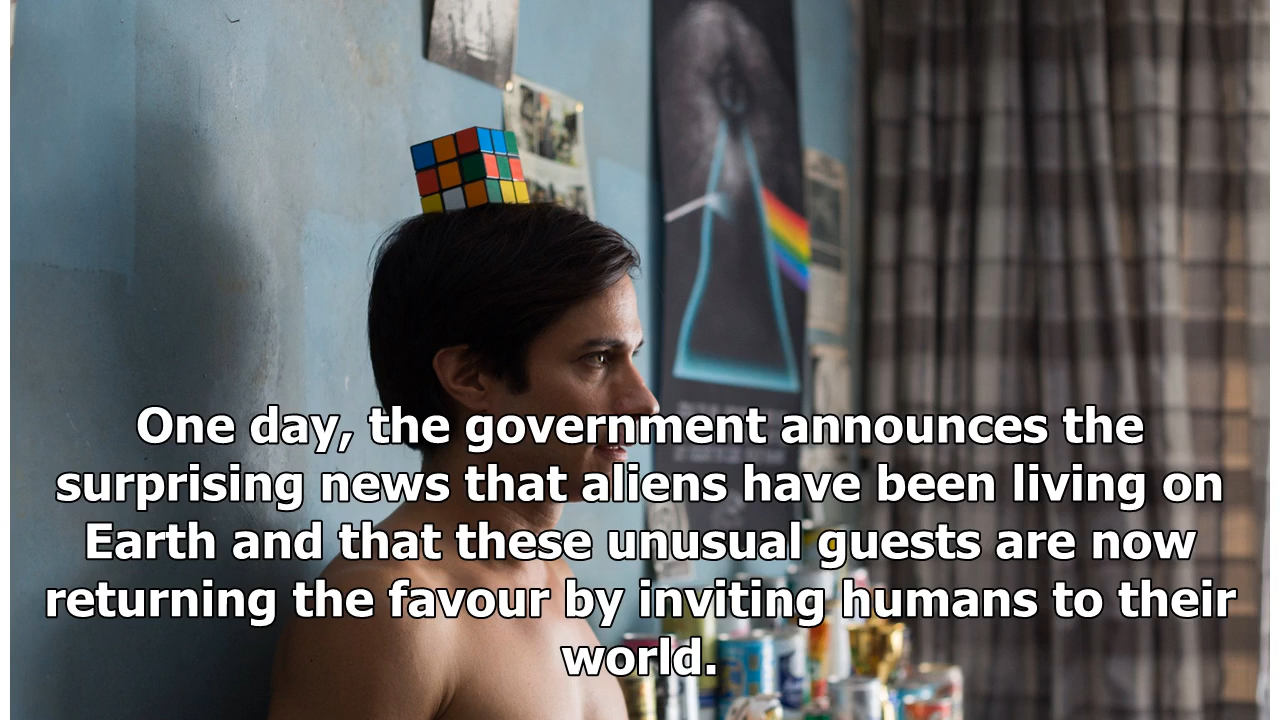 One day, the government announces the
surprising news that aliens have been living on
Earth and that these unusual guests are now
returning the favour by inviting humans to their
world.